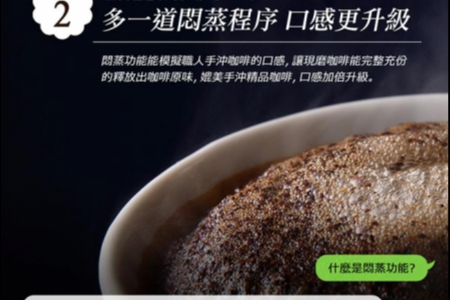 2
多一道悶蒸程序 口感更升級
悶蒸功能能模擬職人手沖咖啡的口感，讓現磨咖啡能完整充份
的釋放出咖啡原味，媲美手沖精品咖啡，口感加倍升級。
什麼是悶蒸功能?